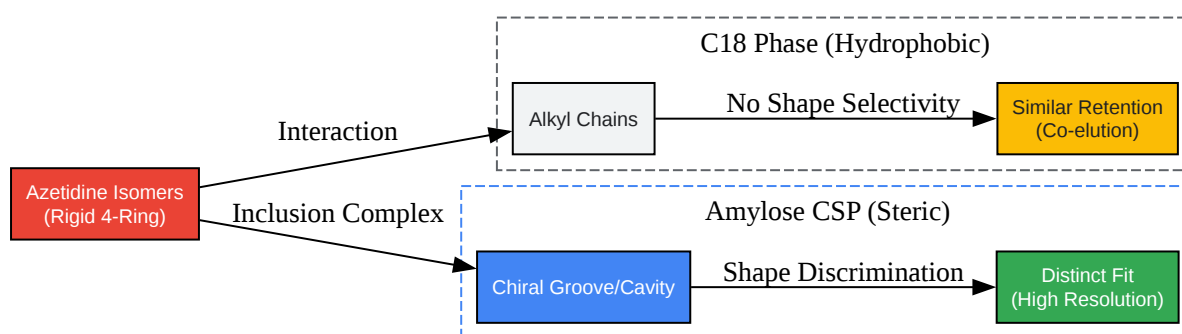 C18 Phase (Hydrophobic)
Alkyl Chains
No Shape Selectivity
Similar Retention
(Co-elution)
Interaction
Azetidine Isomers
(Rigid 4-Ring)
Inclusion Complex
Amylose CSP (Steric)
Chiral Groove/Cavity
Shape Discrimination
Distinct Fit
(High Resolution)